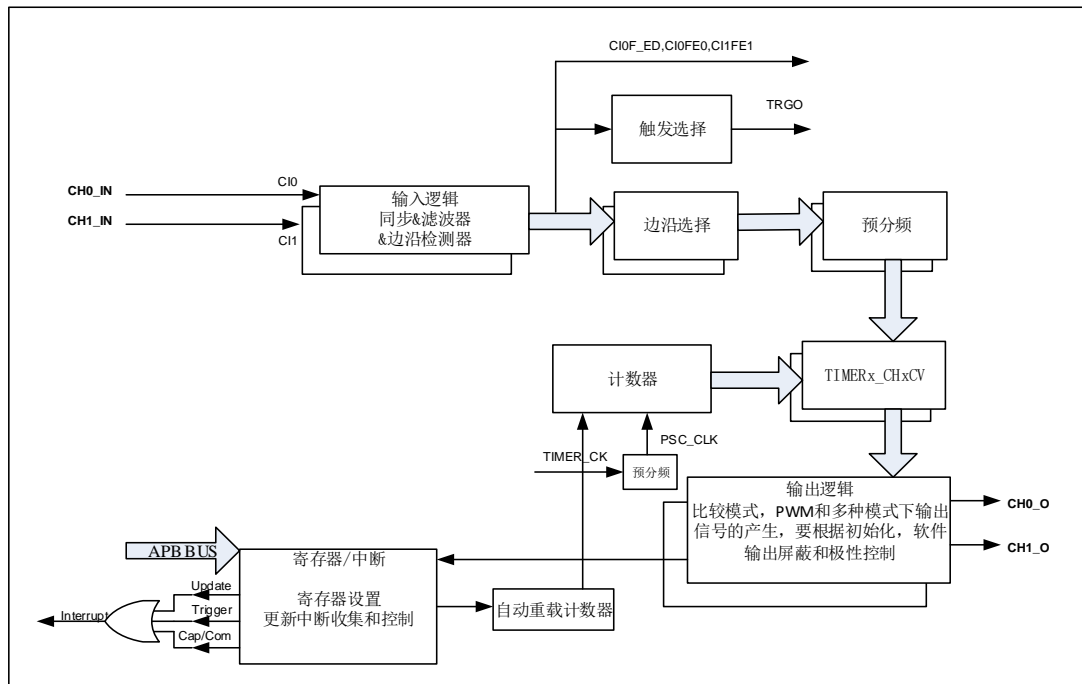 CI0F_ED,CI0FE0,CI1FE1
触发选择
TRGO
CH0_IN
CI0
CH1_IN
CI1
输入逻辑
同步&滤波器
&边沿检测器
边沿选择
预分频
计数器
TIMERx_CHxCV
PSC_CLK
TIMER_CK
预分频
输出逻辑
比较模式，PWM和多种模式下输出
信号的产生，要根据初始化，软件
输出屏蔽和极性控制
CH0_O
CH1_O
APB BUS
寄存器/中断
寄存器设置
更新中断收集和控制
自动重载计数器
Update
Trigger
Cap/Com
Interrupt